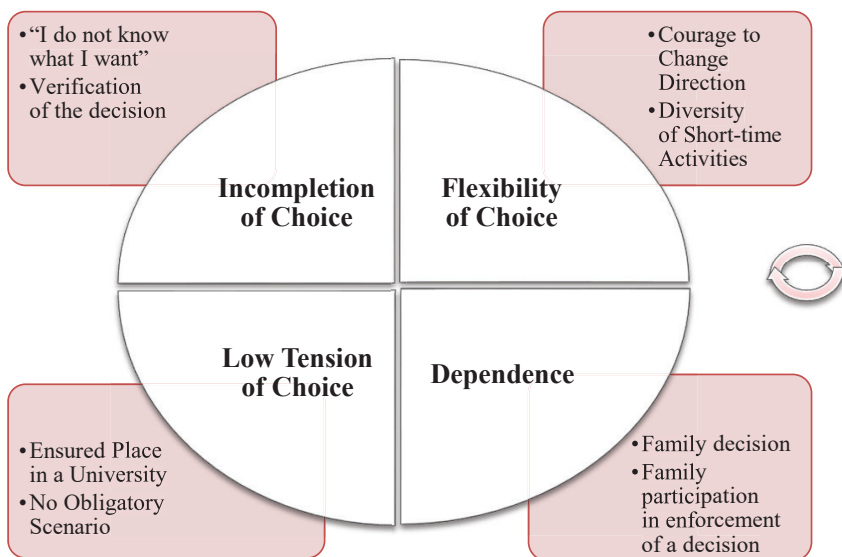 • “I do not know
what I want”
• Verification
of the decision
• Courage to
Change
Direction
• Diversity
of Short-time
Activities
Incompletion
of Choice
Flexibility
of Choice
Low Tension
of Choice
Dependence
• Ensured Place
in a University
• No Obligatory
Scenario
• Family decision
• Family
participation
in enforcement
of a decision